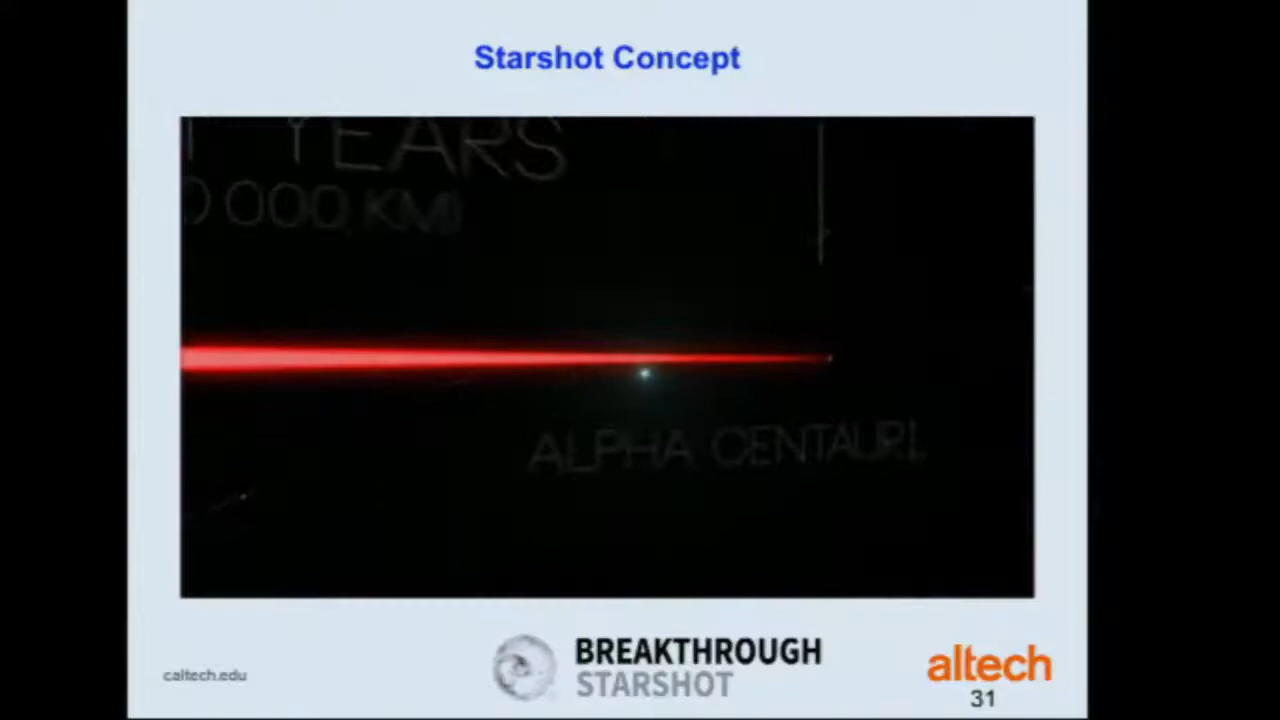 Starshot Concept
YEARS
000 KM)
ALPHA CENTAURI
caltech.edu
BREAKTHROUGH
STARSHOT
altech
31